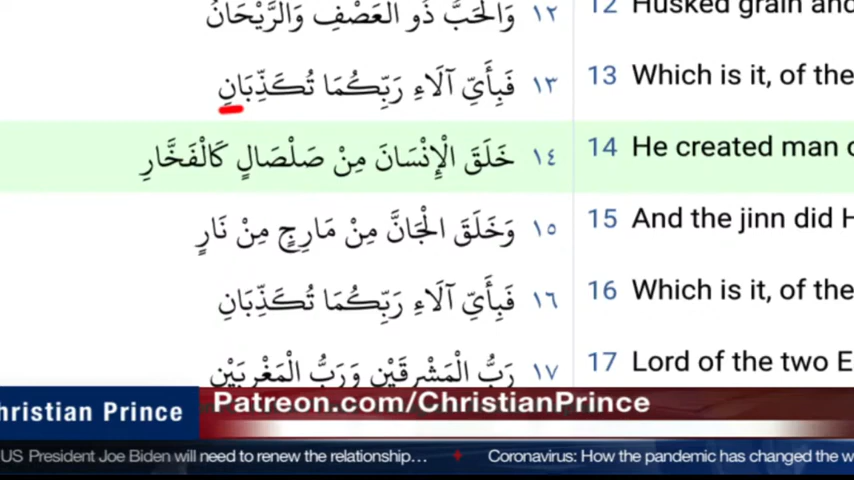 وَالْحَبُّ ذُو الْعَصْفِ وَالرَّيْحَانُ ١٢ 12 Husked grain and
فَبِأَيِّ آلَاءِ رَبِّكُمَا تُكَذِّبَانِ ١٣ 13 Which is it, of the
خَلَقَ الْإِنْسَانَ مِنْ صَلْصَالٍ كَالْفَخَّارِ ١٤ 14 He created man
وَخَلَقَ الْجَانَّ مِنْ مَارِجٍ مِنْ نَارٍ ١٥ 15 And the jinn did
فَبِأَيِّ آلَاءِ رَبِّكُمَا تُكَذِّبَانِ ١٦ 16 Which is it, of the
رَبُّ الْمَشْرِقَيْنِ وَرَبُّ الْمَغْرِبَيْنِ ١٧ 17 Lord of the two
hristian Prince Patreon.com/ChristianPrince
US President Joe Biden will need to renew the relationship... Coronavirus: How the pandemic has changed the